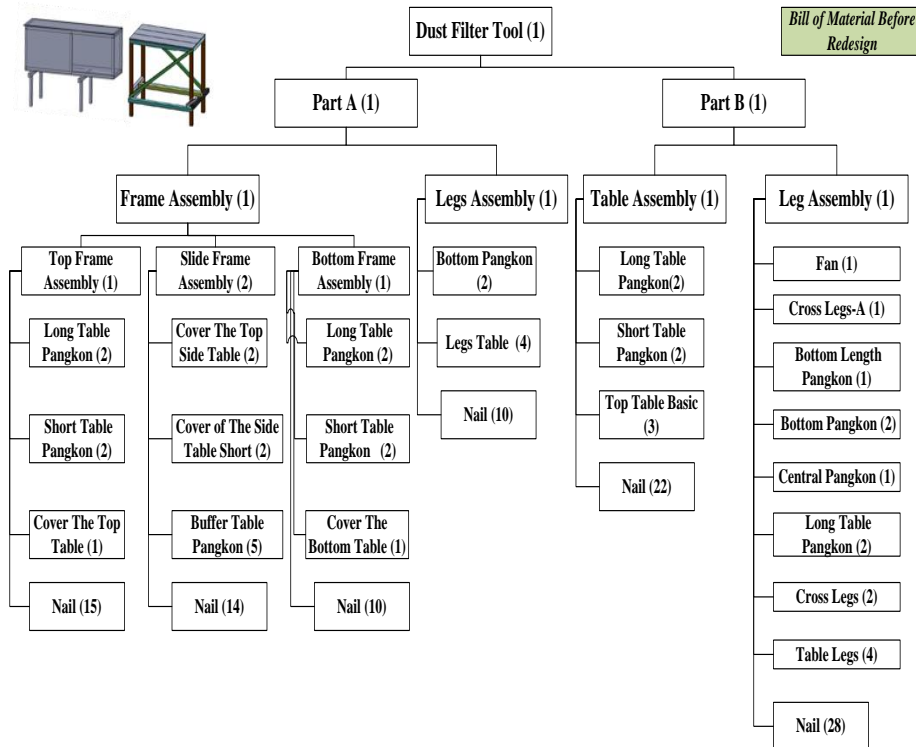 Bill of Material Before
Redesign
Dust Filter Tool (1)
Part A (1)
Part B (1)
Frame Assembly (1)
Legs Assembly (1)
Table Assembly (1)
Leg Assembly (1)
Top Frame
Assembly (1)
Long Table
Pangkon (2)
Short Table
Pangkon (2)
Cover The Top
Table (1)
Nail (15)
Slide Frame
Assembly (2)
Cover The Top
Side Table (2)
Cover of The Side
Table Short (2)
Buffer Table
Pangkon (5)
Nail (14)
Bottom Frame
Assembly (1)
Long Table
Pangkon (2)
Short Table
Pangkon (2)
Cover The
Bottom Table (1)
Nail (10)
Bottom Pangkon
(2)
Legs Table (4)
Nail (10)
Long Table
Pangkon(2)
Short Table
Pangkon (2)
Top Table Basic
(3)
Nail (22)
Fan (1)
Cross Legs-A (1)
Bottom Length
Pangkon (1)
Bottom Pangkon (2)
Central Pangkon (1)
Long Table
Pangkon (2)
Cross Legs (2)
Table Legs (4)
Nail (28)